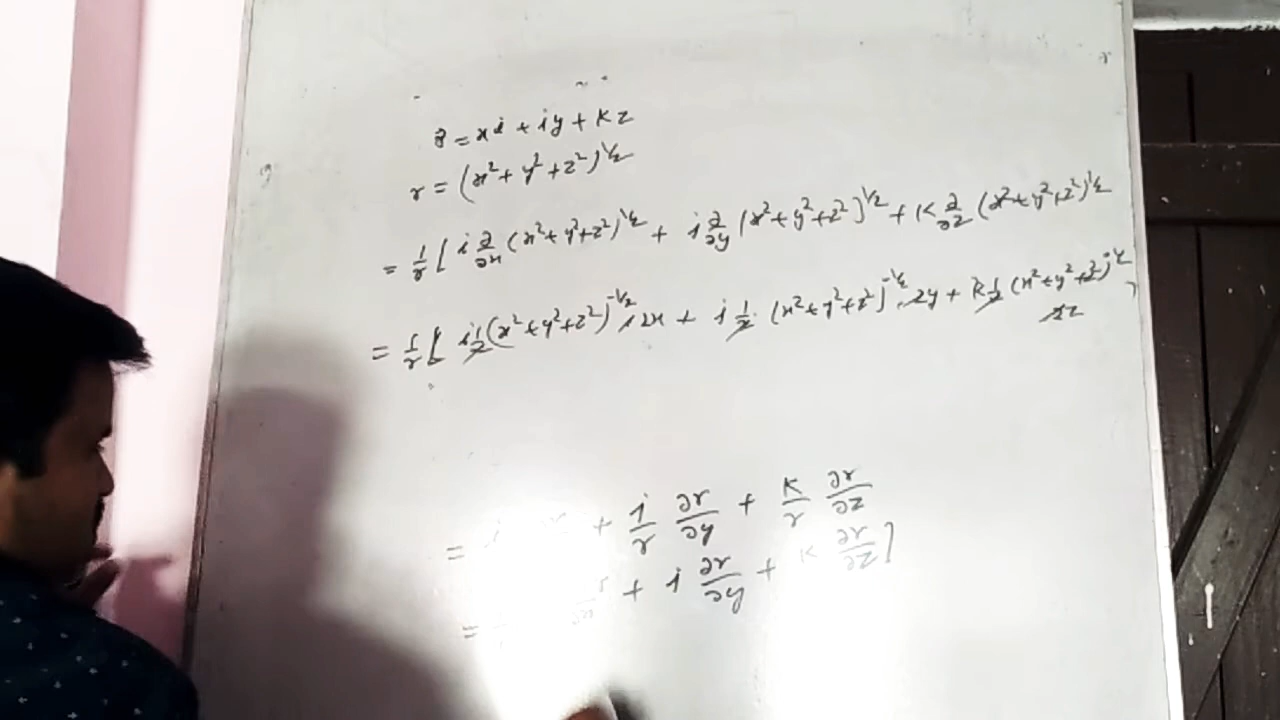 r = xi + jy + kz
r = (x² + y² + z²)^1/2
= 1/r [ i ∂/∂x (x² + y² + z²)^1/2 + j ∂/∂y (x² + y² + z²]^1/2 + k ∂/∂z (x² + y² + z²)^1/2
= 1/r [ i 1/2 (x² + y² + z²)^-1/2 . 2x + j 1/2 . (x² + y² + z²)^-1/2 . 2y + k 1/2 (x² + y² + z²)^-1/2 2z ]
= i + j/r ∂r/∂y + k/r ∂r/∂z
= + j ∂r/∂y + k ∂r/∂z ]